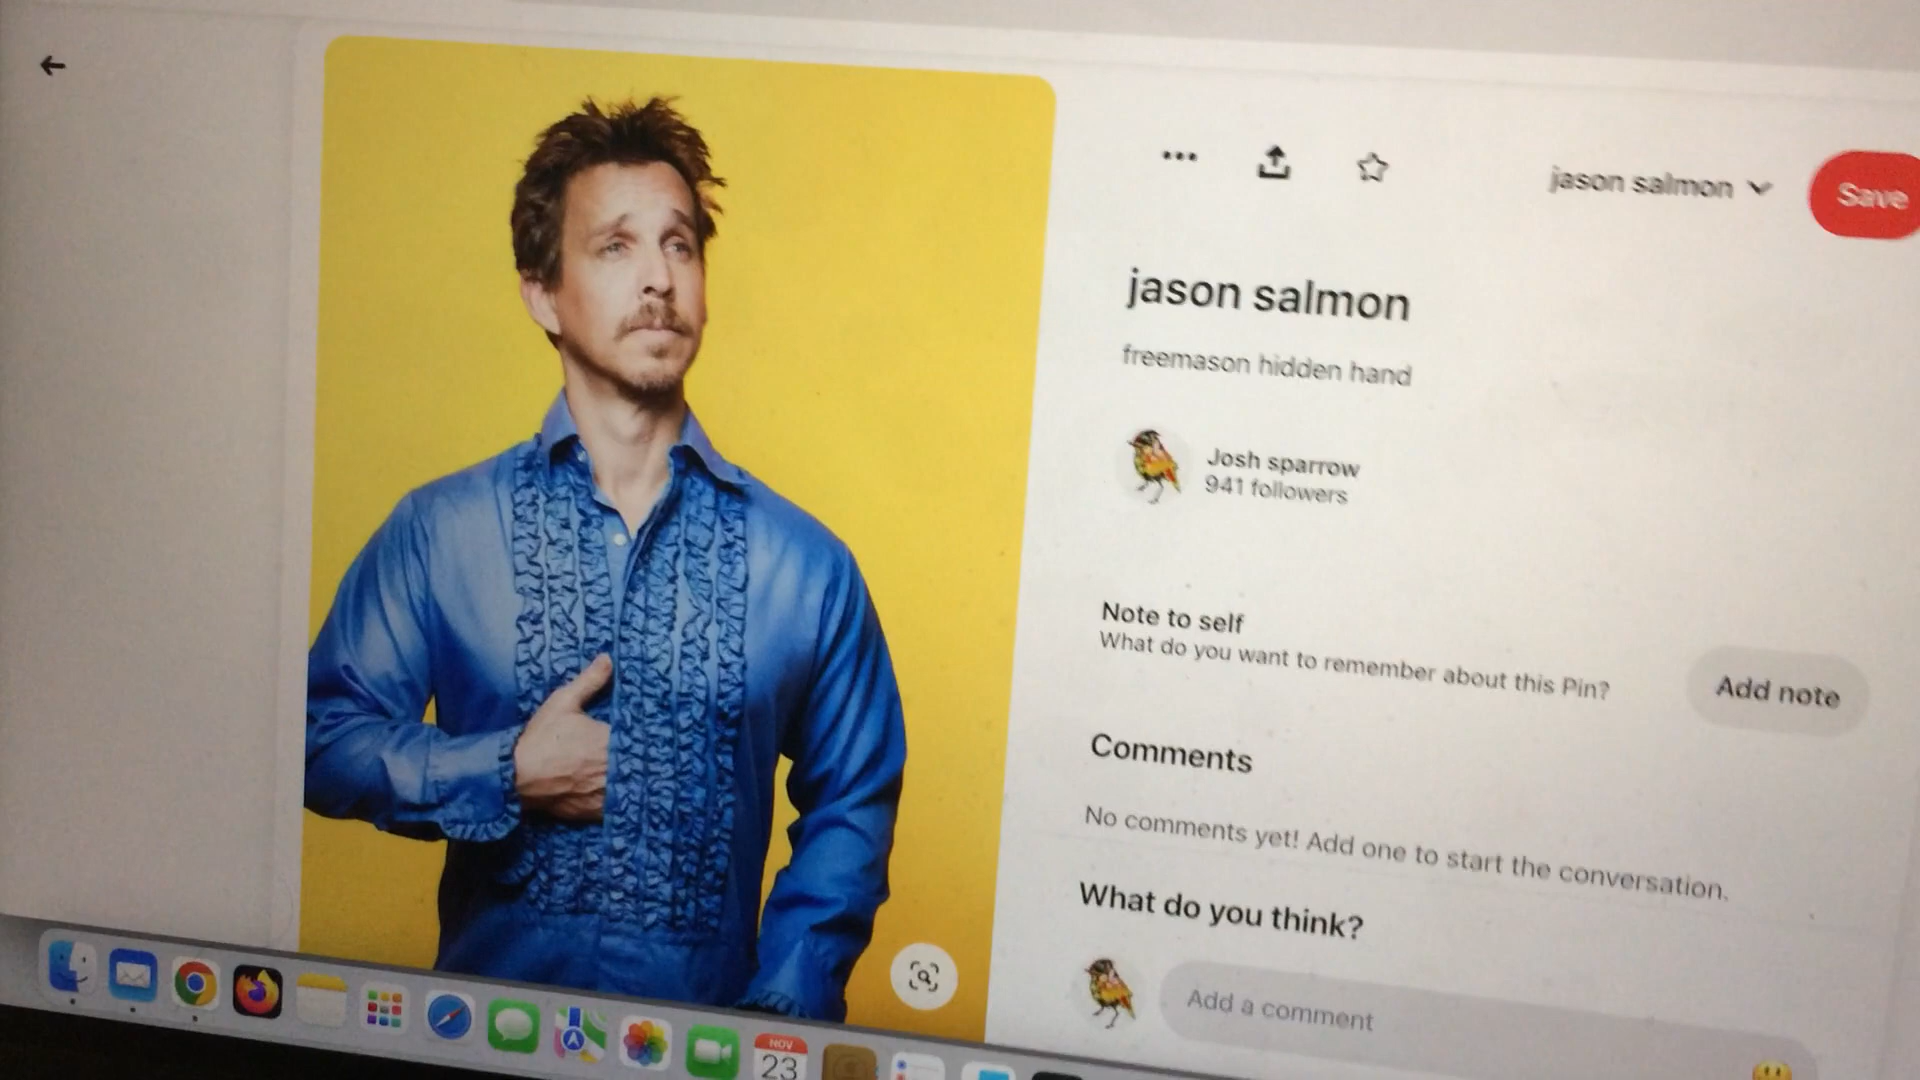 jason salmon
Save
jason salmon
freemason hidden hand
Josh sparrow
941 followers
Note to self
What do you want to remember about this Pin?
Add note
Comments
No comments yet! Add one to start the conversation.
What do you think?
Add a comment
NOV
23